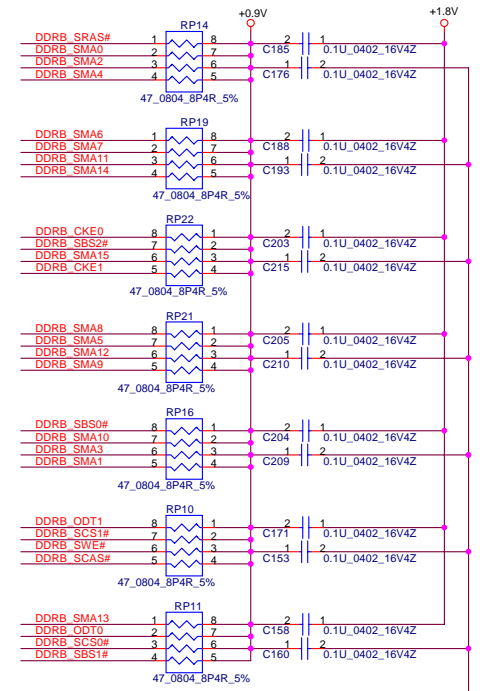 +0.9V +1.8V
RP14
DDRB_SRAS# 1 8 C185 2 1 0.1U_0402_16V4Z
DDRB_SMA0 2 7
DDRB_SMA2 3 6 C176 1 2 0.1U_0402_16V4Z
DDRB_SMA4 4 5
47_0804_8P4R_5%
RP19
DDRB_SMA6 1 8 C188 2 1 0.1U_0402_16V4Z
DDRB_SMA7 2 7
DDRB_SMA11 3 6 C193 1 2 0.1U_0402_16V4Z
DDRB_SMA14 4 5
47_0804_8P4R_5%
RP22
DDRB_CKE0 8 1 C203 2 1 0.1U_0402_16V4Z
DDRB_SBS2# 7 2
DDRB_SMA15 6 3 C215 1 2 0.1U_0402_16V4Z
DDRB_CKE1 5 4
47_0804_8P4R_5%
RP21
DDRB_SMA8 8 1 C205 2 1 0.1U_0402_16V4Z
DDRB_SMA5 7 2
DDRB_SMA12 6 3 C210 1 2 0.1U_0402_16V4Z
DDRB_SMA9 5 4
47_0804_8P4R_5%
RP16
DDRB_SBS0# 8 1 C204 2 1 0.1U_0402_16V4Z
DDRB_SMA10 7 2
DDRB_SMA3 6 3 C209 1 2 0.1U_0402_16V4Z
DDRB_SMA1 5 4
47_0804_8P4R_5%
RP10
DDRB_ODT1 8 1 C171 2 1 0.1U_0402_16V4Z
DDRB_SCS1# 7 2
DDRB_SWE# 6 3 C153 1 2 0.1U_0402_16V4Z
DDRB_SCAS# 5 4
47_0804_8P4R_5%
RP11
DDRB_SMA13 1 8 C158 2 1 0.1U_0402_16V4Z
DDRB_ODT0 2 7
DDRB_SCS0# 3 6 C160 1 2 0.1U_0402_16V4Z
DDRB_SBS1# 4 5
47_0804_8P4R_5%